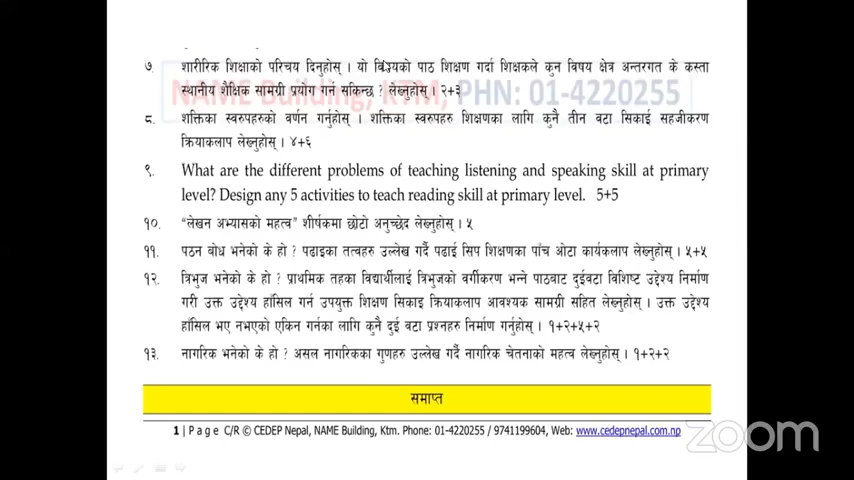 ७. शारीरिक शिक्षाको परिचय दिनुहोस् । यो विषयको पाठ शिक्षण गर्दा शिक्षकले कुन विषय क्षेत्र अन्तरगत के कस्ता
स्थानीय शैक्षिक सामग्री प्रयोग गर्न सकिन्छ ? लेख्नुहोस् । २+३
NAME Building, KTM, PHN: 01-4220255
८. शक्तिका स्वरुपहरुको वर्णन गर्नुहोस् । शक्तिका स्वरुपहरु शिक्षणका लागि कुनै तीन वटा सिकाई सहजीकरण
क्रियाकलाप लेख्नुहोस् । ४+६
९. What are the different problems of teaching listening and speaking skill at primary
level? Design any 5 activities to teach reading skill at primary level. 5+5
१०. “लेखन अभ्यासको महत्व” शीर्षकमा छोटो अनुच्छेद लेख्नुहोस् । ५
११. पठन बोध भनेको के हो ? पढाइका तत्वहरु उल्लेख गर्दै पढाई सिप शिक्षणका पाँच ओटा कार्यकलाप लेख्नुहोस् । ५+५
१२. त्रिभुज भनेको के हो ? प्राथमिक तहका विद्यार्थीलाई त्रिभुजको वर्गीकरण भन्ने पाठवाट दुईवटा विशिष्ट उद्देश्य निर्माण
गरी उक्त उद्देश्य हाँसिल गर्न उपयुक्त शिक्षण सिकाइ क्रियाकलाप आवश्यक सामग्री सहित लेख्नुहोस् । उक्त उद्देश्य
हाँसिल भए नभएको एकिन गर्नका लागि कुनै दुई वटा प्रश्नहरु निर्माण गर्नुहोस् । १+२+५+२
१३. नागरिक भनेको के हो ? असल नागरिकका गुणहरु उल्लेख गर्दै नागरिक चेतनाको महत्व लेख्नुहोस् । १+२+२
समाप्त
1 | P a g e C/R © CEDEP Nepal, NAME Building, Ktm. Phone: 01-4220255 / 9741199604, Web: www.cedepnepal.com.np
zoom